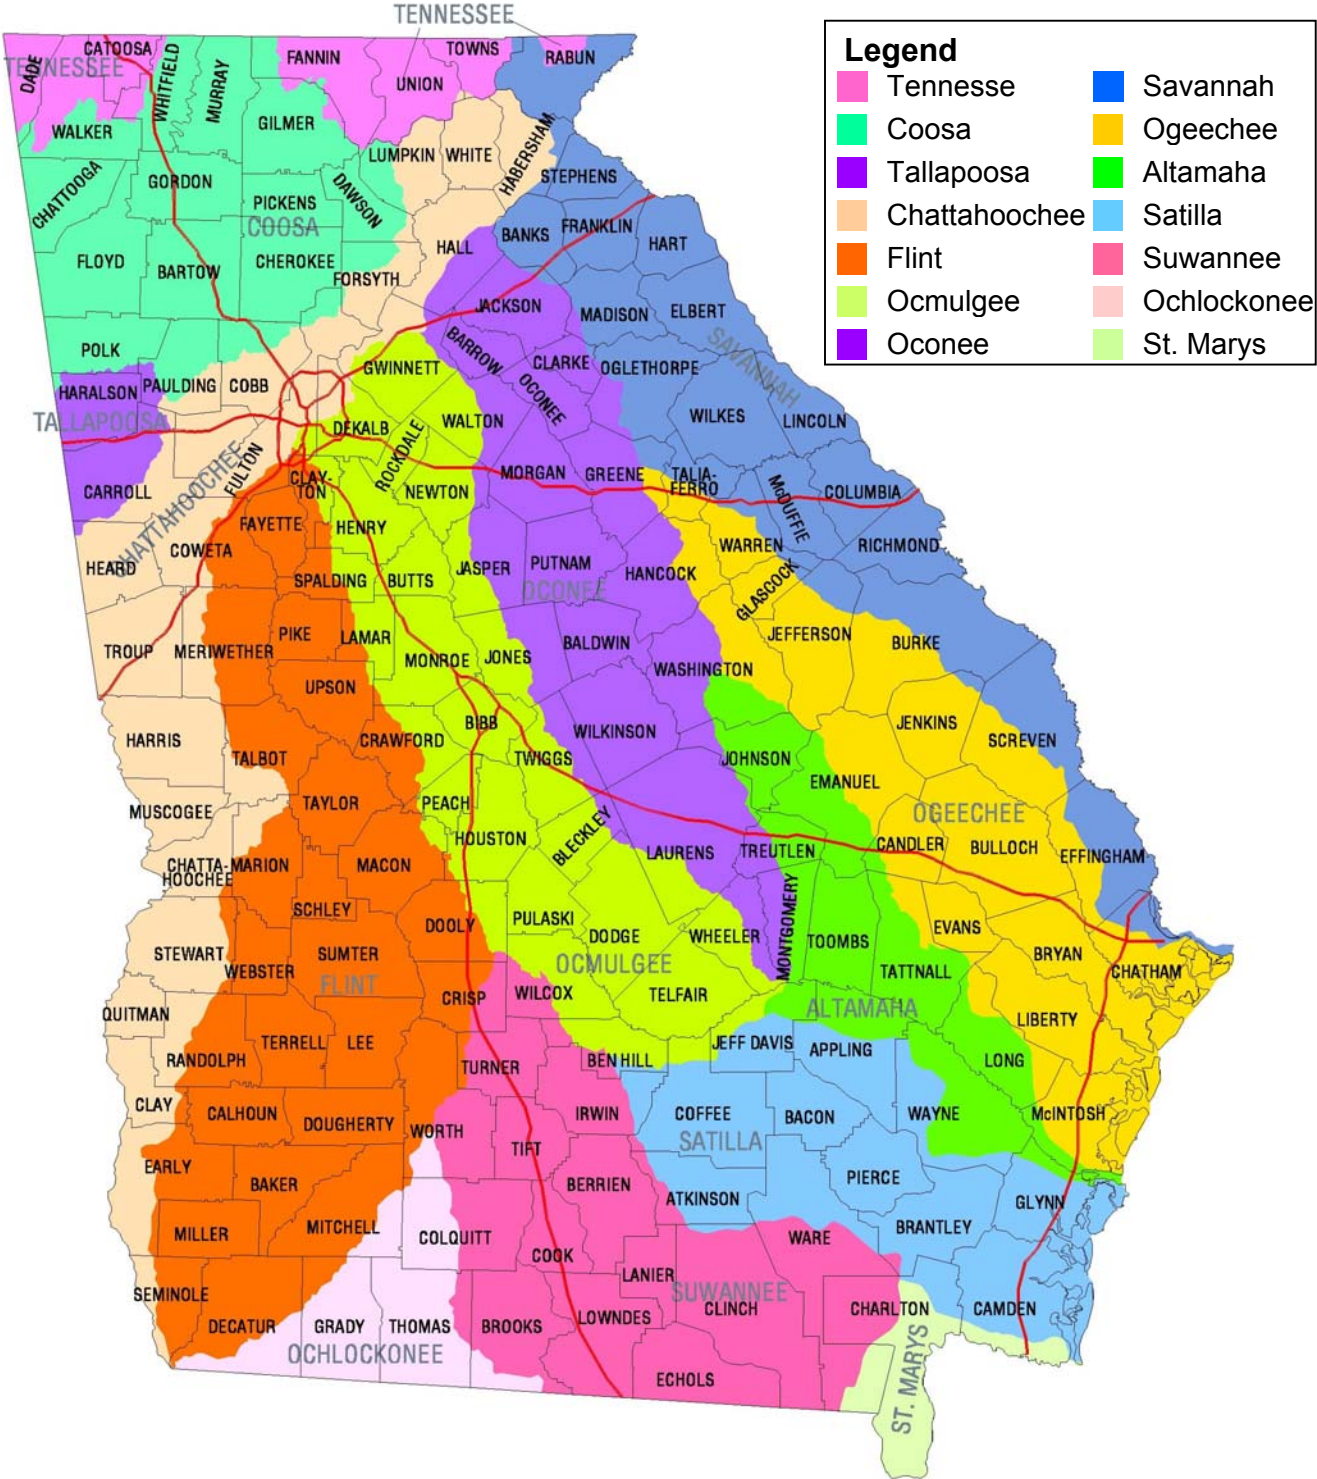 TENNESSEE
Legend
Tennesse
Coosa
Tallapoosa
Chattahoochee
Flint
Ocmulgee
Oconee
Savannah
Ogeechee
Altamaha
Satilla
Suwannee
Ochlockonee
St. Marys
TENNESSEE
DADE
CATOOSA
WHITFIELD
MURRAY
FANNIN
TOWNS
UNION
RABUN
WALKER
GILMER
LUMPKIN
WHITE
HABERSHAM
STEPHENS
CHATTOOGA
GORDON
PICKENS
DAWSON
COOSA
BANKS
FRANKLIN
HART
HALL
FLOYD
BARTOW
CHEROKEE
FORSYTH
JACKSON
MADISON
ELBERT
POLK
BARROW
CLARKE
OGLETHORPE
SAVANNAH
GWINNETT
HARALSON
PAULDING
COBB
OCONEE
TALLAPOOSA
WALTON
WILKES
LINCOLN
DEKALB
ROCKDALE
FULTON
CHATTAHOOCHEE
CARROLL
CLAY-
TON
NEWTON
MORGAN
GREENE
TALIA-
FERRO
McDUFFIE
COLUMBIA
FAYETTE
HENRY
COWETA
WARREN
RICHMOND
HEARD
SPALDING
BUTTS
JASPER
PUTNAM
HANCOCK
GLASCOCK
OCONEE
TROUP
MERIWETHER
PIKE
LAMAR
MONROE
JONES
BALDWIN
WASHINGTON
JEFFERSON
BURKE
UPSON
HARRIS
TALBOT
CRAWFORD
BIBB
TWIGGS
WILKINSON
JOHNSON
JENKINS
SCREVEN
EMANUEL
MUSCOGEE
TAYLOR
PEACH
OGEECHEE
HOUSTON
BLECKLEY
LAURENS
TREUTLEN
CANDLER
BULLOCH
EFFINGHAM
CHATTA-
HOOCHEE
MARION
MACON
SCHLEY
DOOLY
PULASKI
DODGE
WHEELER
MONTGOMERY
TOOMBS
EVANS
BRYAN
STEWART
WEBSTER
SUMTER
OCMULGEE
TATTNALL
CHATHAM
FLINT
CRISP
WILCOX
TELFAIR
ALTAMAHA
QUITMAN
LIBERTY
RANDOLPH
TERRELL
LEE
TURNER
BEN HILL
JEFF DAVIS
APPLING
LONG
CLAY
CALHOUN
DOUGHERTY
WORTH
IRWIN
COFFEE
BACON
WAYNE
McINTOSH
SATILLA
TIFT
EARLY
BAKER
BERRIEN
ATKINSON
PIERCE
GLYNN
MILLER
MITCHELL
COLQUITT
COOK
WARE
BRANTLEY
SEMINOLE
LANIER
SUWANNEE
CLINCH
CHARLTON
CAMDEN
DECATUR
GRADY
THOMAS
BROOKS
LOWNDES
OCHLOCKONEE
ECHOLS
ST. MARYS